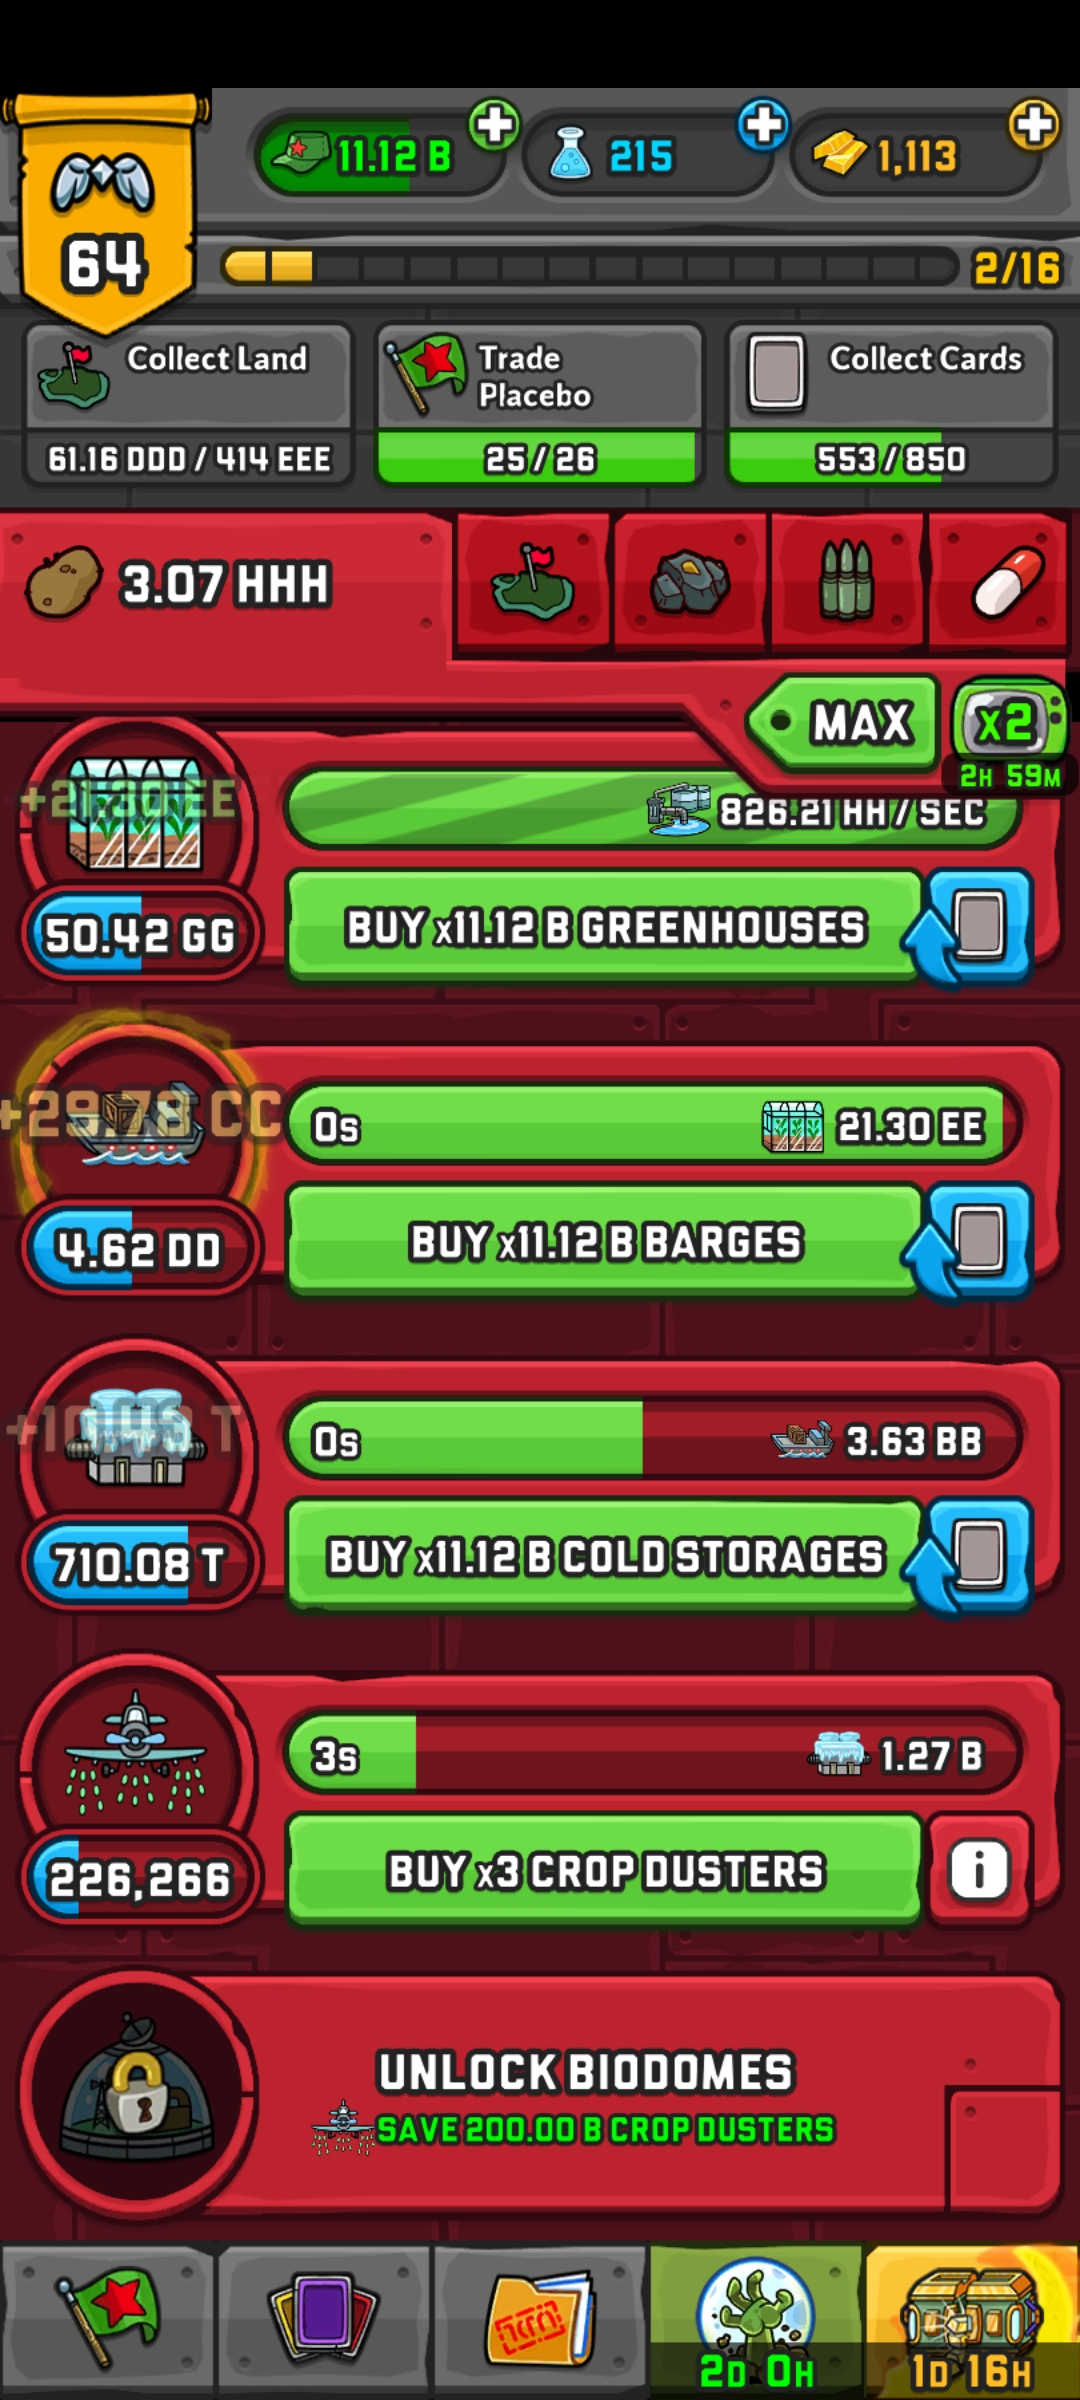 11.12 B
215
1,113
64
2/16
Collect Land
61.16 DDD / 414 EEE
Trade
Placebo
25 / 26
Collect Cards
553 / 850
3.07 HHH
MAX
x2
2H 59M
+21.30 EE
826.21 HH / SEC
50.42 GG
BUY x11.12 B GREENHOUSES
+29.78 CC
0s
21.30 EE
4.62 DD
BUY x11.12 B BARGES
0s
3.63 BB
710.08 T
BUY x11.12 B COLD STORAGES
3s
1.27 B
226,266
BUY x3 CROP DUSTERS
i
UNLOCK BIODOMES
SAVE 200.00 B CROP DUSTERS
2D 0H
1D 16H